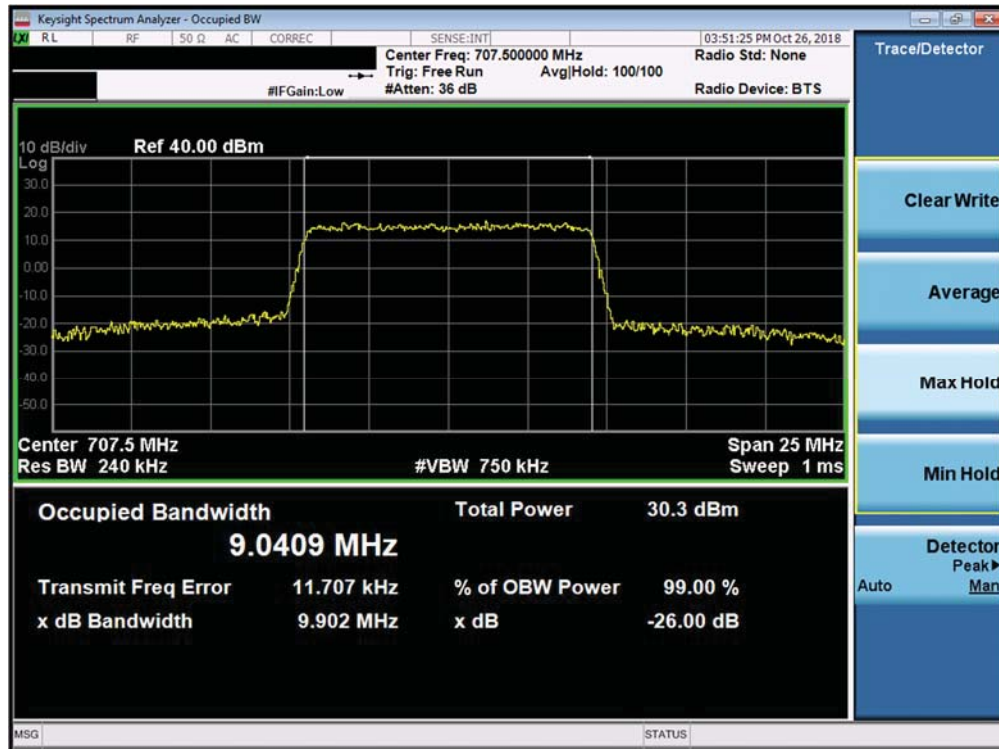 Keysight Spectrum Analyzer - Occupied BW
LXI RL RF 50 Ω AC CORREC SENSE:INT 03:51:25 PM Oct 26, 2018
Center Freq: 707.500000 MHz Radio Std: None
Trig: Free Run Avg|Hold: 100/100
#IFGain:Low #Atten: 36 dB Radio Device: BTS
Trace/Detector
10 dB/div Ref 40.00 dBm
Log
30.0
20.0
10.0
0.00
-10.0
-20.0
-30.0
-40.0
-50.0
Center 707.5 MHz Span 25 MHz
Res BW 240 kHz #VBW 750 kHz Sweep 1 ms
Occupied Bandwidth Total Power 30.3 dBm
9.0409 MHz
Transmit Freq Error 11.707 kHz % of OBW Power 99.00 %
x dB Bandwidth 9.902 MHz x dB -26.00 dB
Clear Write
Average
Max Hold
Min Hold
Detector
Peak▶
Auto Man
MSG STATUS